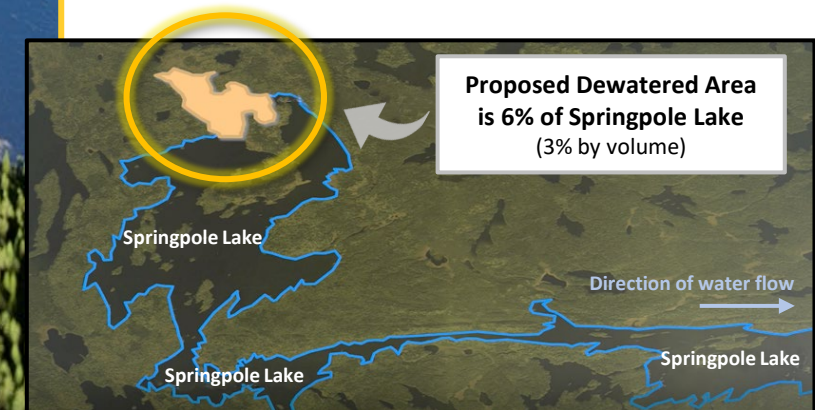 Proposed Dewatered Area
is 6% of Springpole Lake
(3% by volume)
Springpole Lake
Direction of water flow
Springpole Lake
Springpole Lake